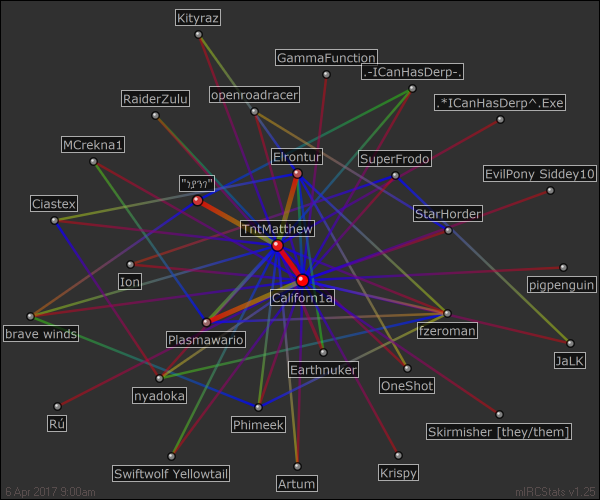 Kityraz
GammaFunction
.-ICanHasDerp-.
RaiderZulu
openroadracer
.*ICanHasDerp^.Exe
MCrekna1
Elrontur
SuperFrodo
EvilPony Siddey10
Ciastex
StarHorder
TntMatthew
Ion
Californ1a
pigpenguin
brave winds
Plasmawario
fzeroman
Earthnuker
JaLK
nyadoka
OneShot
Rú
Phimeek
Skirmisher [they/them]
Swiftwolf Yellowtail
Artum
Krispy
6 Apr 2017 9:00am
mIRCStats v1.25